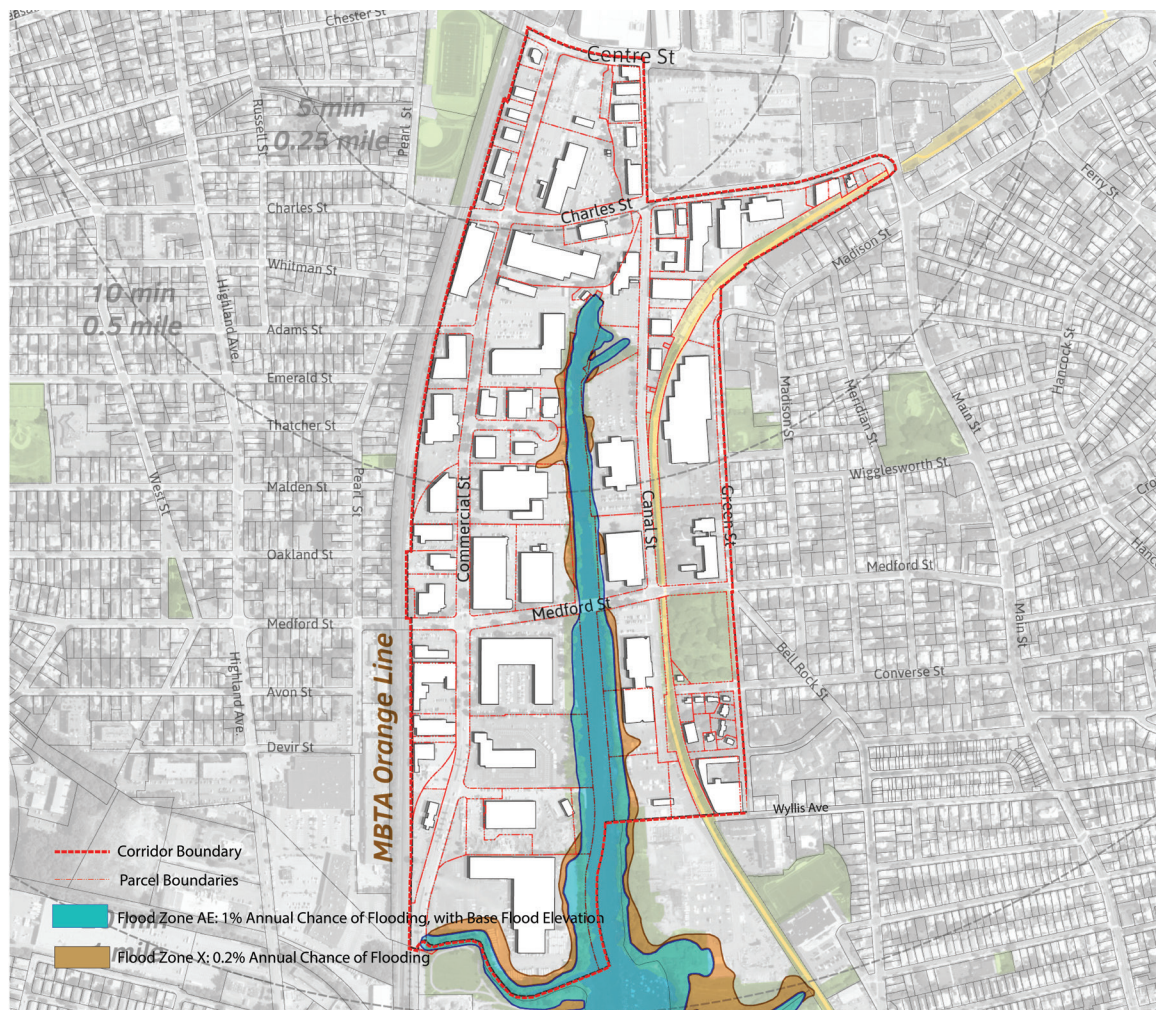 Chester St
Centre St
5 min
0.25 mile
Russett St
Pearl St
Ferry St
Charles St
Charles St
Madison St
Whitman St
10 min
0.5 mile
Highland Ave.
Adams St
Hancock St
Emerald St
Madison St
Meridian St
Main St
Thatcher St
West St
Malden St
Pearl St
Wigglesworth St.
Commercial St
Canal St
Green St
Oakland St
Medford St
Medford St
Medford St
Main St
MBTA Orange Line
Highland Ave.
Bell Rock St
Converse St
Avon St
Devir St
Wyllis Ave
Corridor Boundary
Parcel Boundaries
Flood Zone AE: 1% Annual Chance of Flooding, with Base Flood Elevation
min
Flood Zone X: 0.2% Annual Chance of Flooding
mile